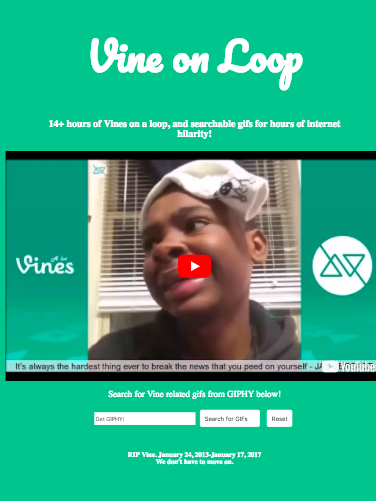 Vine on Loop
14+ hours of Vines on a loop, and searchable gifs for hours of internet
hilarity!
Vines
It's always the hardest thing ever to break the news that you peed on yourself - JA
YouTube
Search for Vine related gifs from GIPHY below!
Get GIPHY!
Search for GIFs
Reset
RIP Vine. January 24, 2013-January 17, 2017
We don't have to move on.